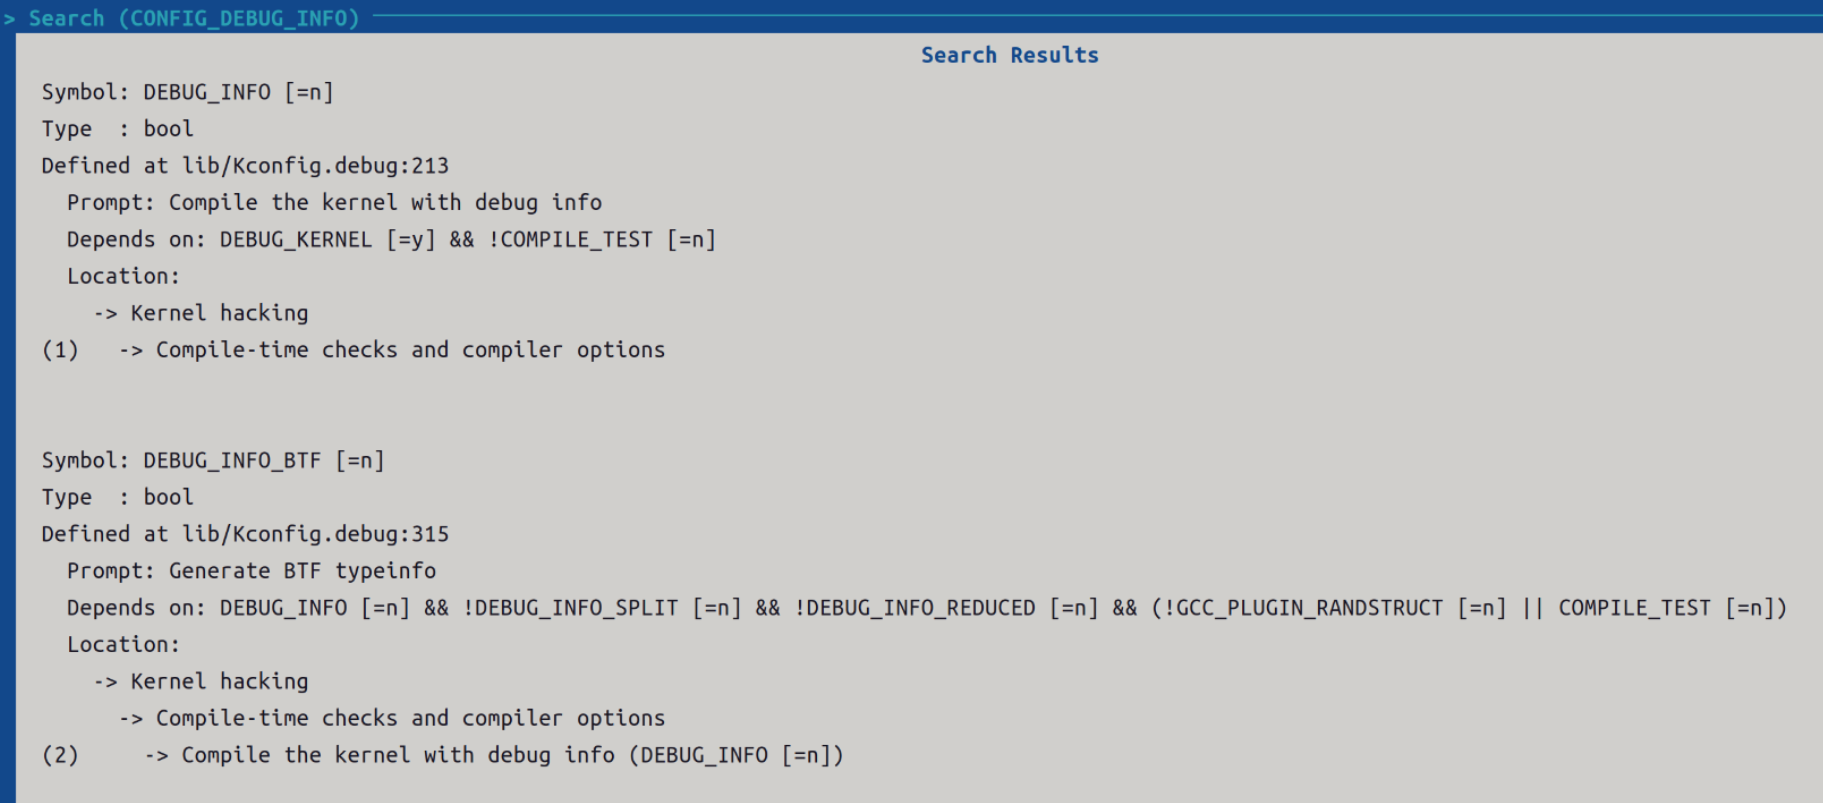 > Search (CONFIG_DEBUG_INFO)
Search Results
Symbol: DEBUG_INFO [=n]
Type  : bool
Defined at lib/Kconfig.debug:213
  Prompt: Compile the kernel with debug info
  Depends on: DEBUG_KERNEL [=y] && !COMPILE_TEST [=n]
  Location:
    -> Kernel hacking
(1)   -> Compile-time checks and compiler options
Symbol: DEBUG_INFO_BTF [=n]
Type  : bool
Defined at lib/Kconfig.debug:315
  Prompt: Generate BTF typeinfo
  Depends on: DEBUG_INFO [=n] && !DEBUG_INFO_SPLIT [=n] && !DEBUG_INFO_REDUCED [=n] && (!GCC_PLUGIN_RANDSTRUCT [=n] || COMPILE_TEST [=n])
  Location:
    -> Kernel hacking
      -> Compile-time checks and compiler options
(2)     -> Compile the kernel with debug info (DEBUG_INFO [=n])